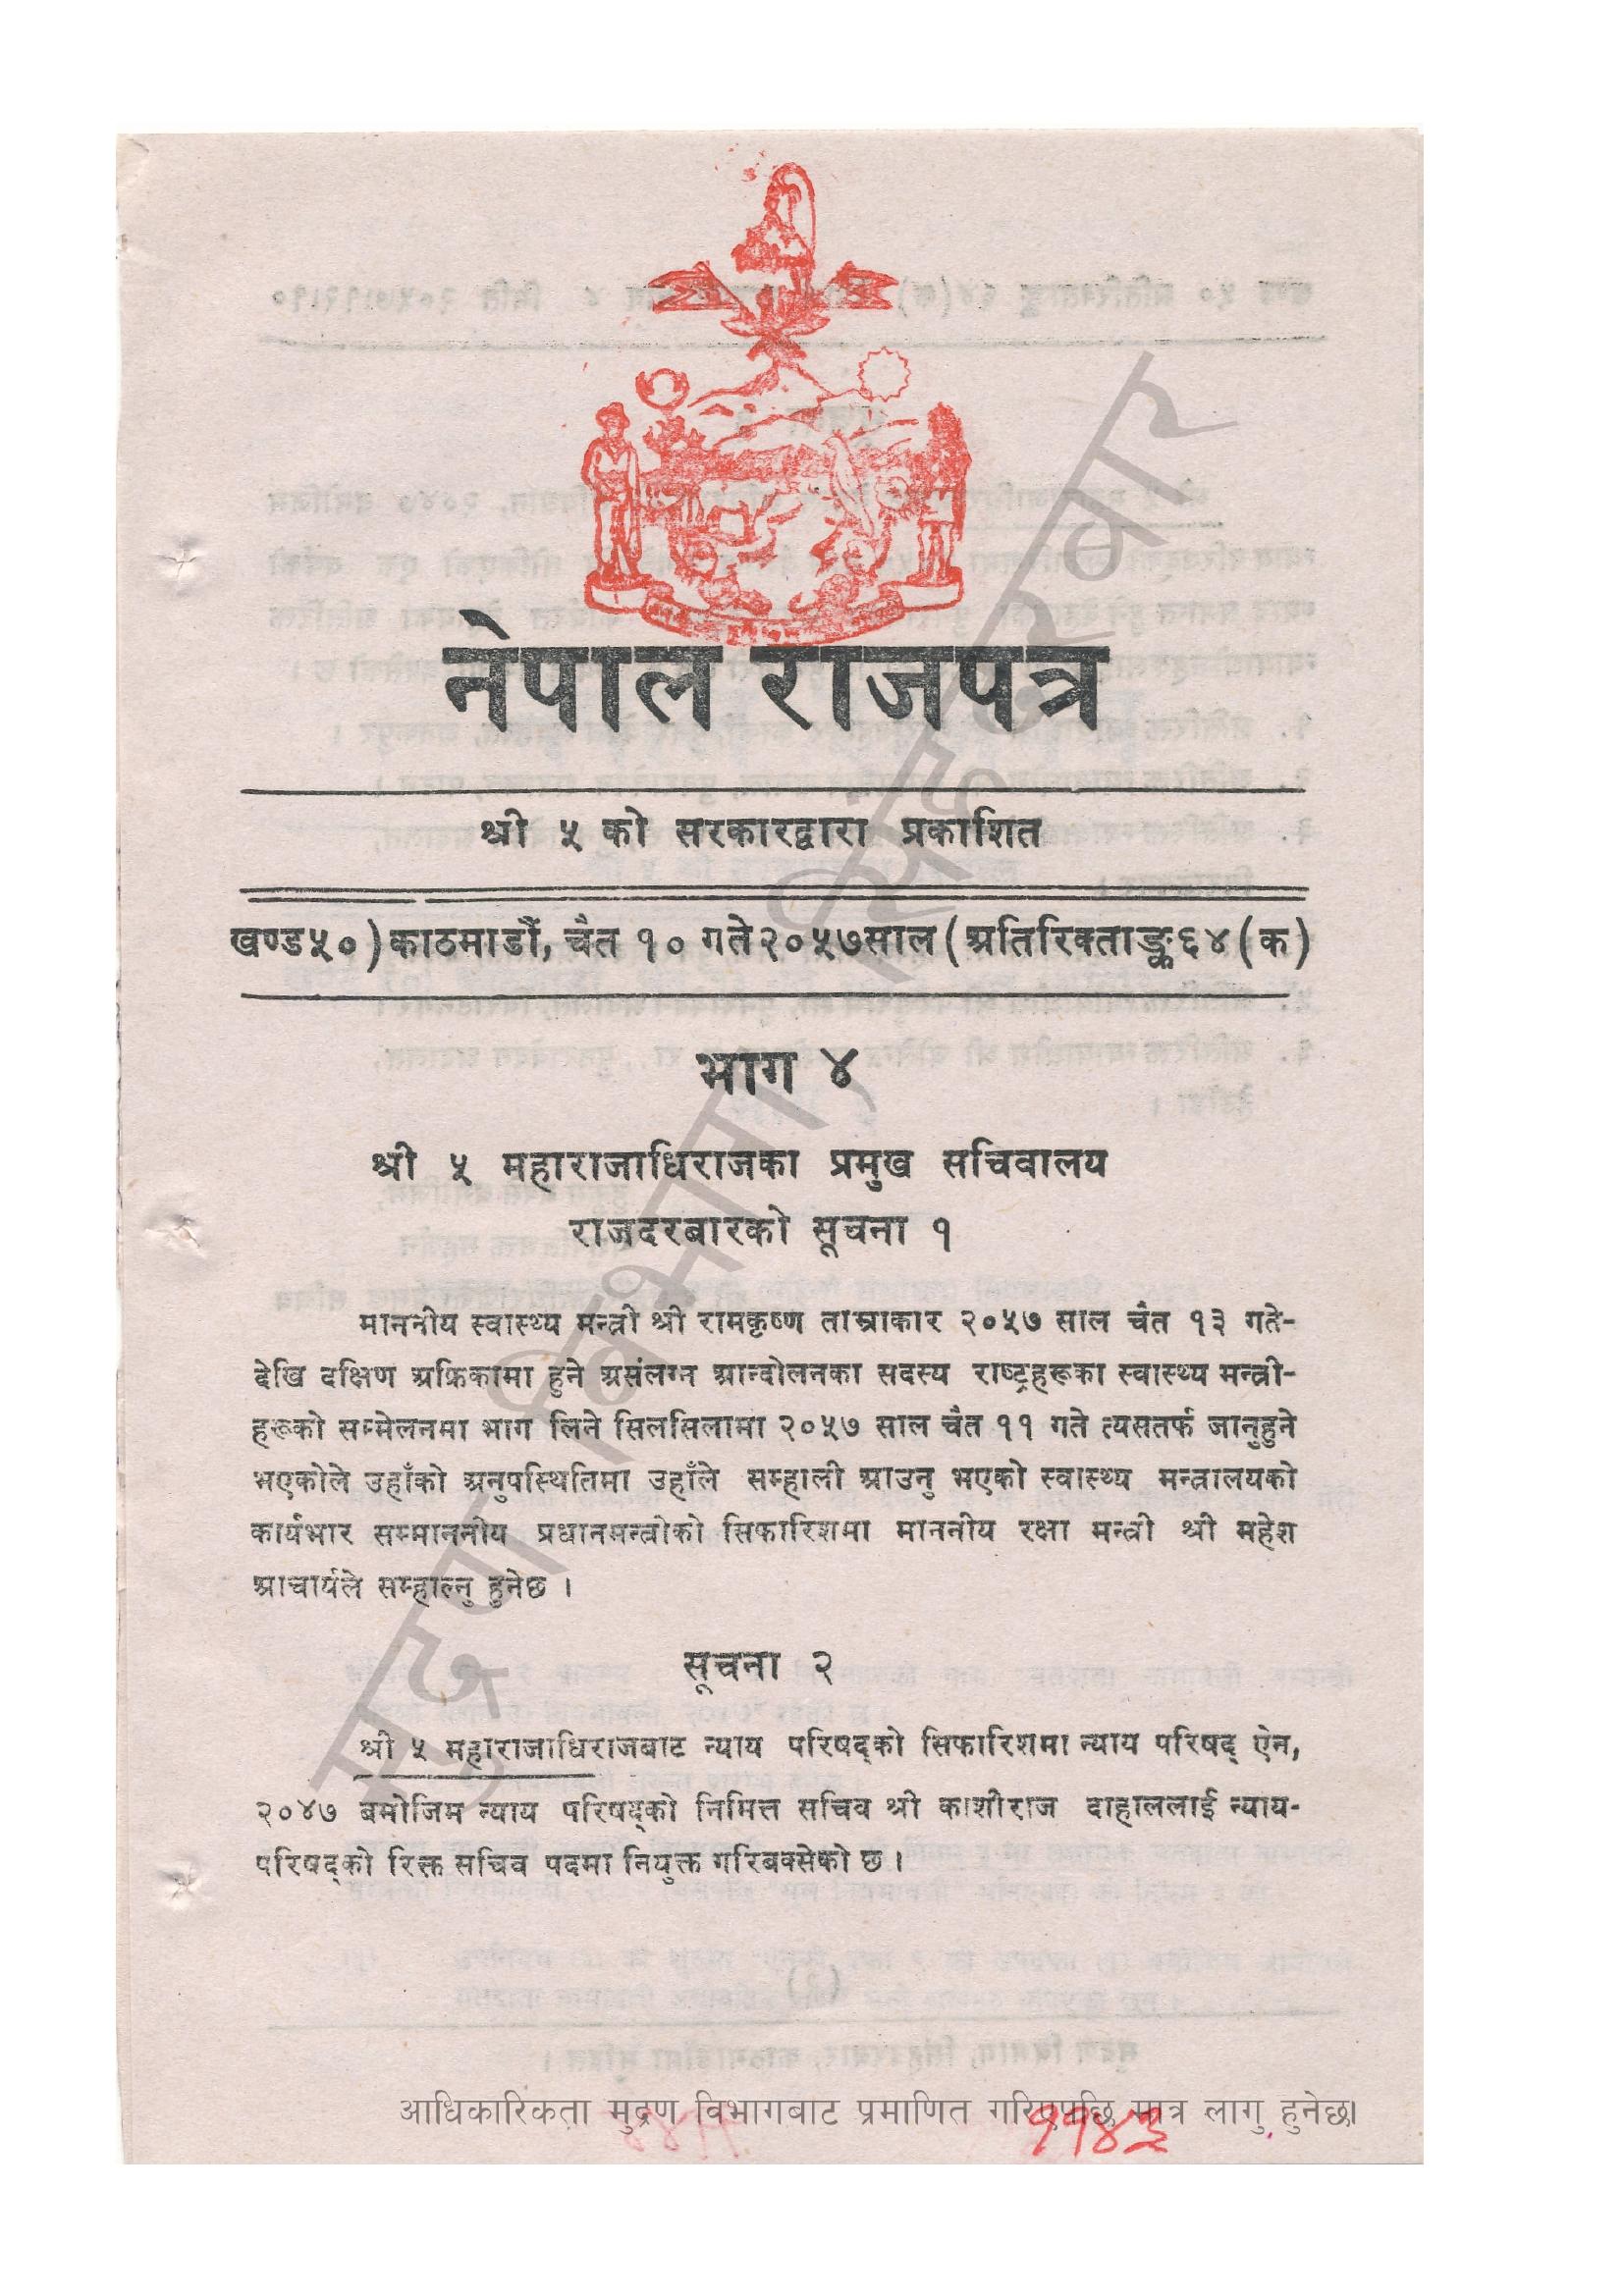 नेपाल राजपत्र
श्री ५ को सरकारद्वारा प्रकाशित
खण्ड५०) काठमाडौँ, चैत १० गते२०५७साल (अतिरिक्ताङ्क६४(क)
भाग ४
श्री ५ महाराजाधिराजका प्रमुख सचिवालय
राजदरबारको सूचना १
माननीय स्वास्थ्य मन्त्री श्री रामकृष्ण ताम्राकार २०५७ साल चैत १३ गते-
देखि दक्षिण अफ्रिकामा हुने असंलग्न आन्दोलनका सदस्य राष्ट्रहरूका स्वास्थ्य मन्त्री-
हरूको सम्मेलनमा भाग लिने सिलसिलामा २०५७ साल चैत ११ गते त्यसतर्फ जानुहुने
भएकोले उहाँको अनुपस्थितिमा उहाँले सम्हाली आउनु भएको स्वास्थ्य मन्त्रालयको
कार्यभार सम्माननीय प्रधानमन्त्रीको सिफारिशमा माननीय रक्षा मन्त्री श्री महेश
आचार्यले सम्हाल्नु हुनेछ ।
सूचना २
श्री ५ महाराजाधिराजबाट न्याय परिषद्को सिफारिशमा न्याय परिषद् ऐन,
२०४७ बमोजिम न्याय परिषद्को निमित्त सचिव श्री काशीराज दाहाललाई न्याय-
परिषद्को रिक्त सचिव पदमा नियुक्त गरिबक्सेको छ ।
आधिकारिकता मुद्रण विभागबाट प्रमाणित गरिएपछि मात्र लागु हुनेछ।
मुद्रण विभाग, सिंहदरबार